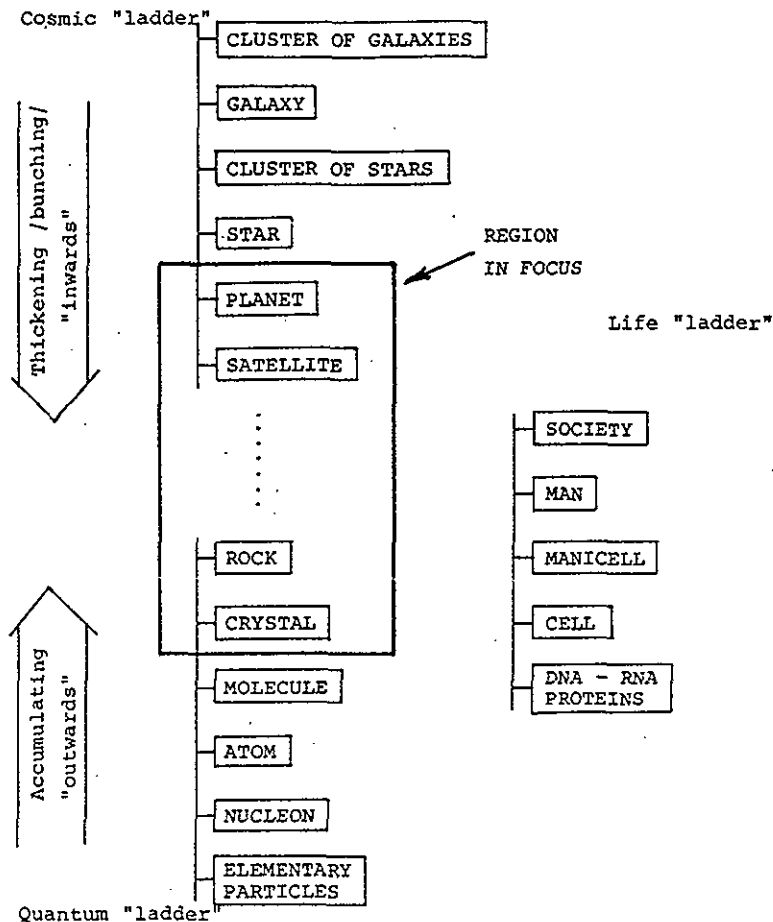 Cosmic "ladder"
CLUSTER OF GALAXIES
GALAXY
CLUSTER OF STARS
STAR
PLANET
SATELLITE
ROCK
CRYSTAL
MOLECULE
ATOM
NUCLEON
ELEMENTARY
PARTICLES
Quantum "ladder"
Thickening /bunching/
"inwards"
Accumulating
"outwards"
REGION
IN FOCUS
Life "ladder"
SOCIETY
MAN
MANICELL
CELL
DNA - RNA
PROTEINS